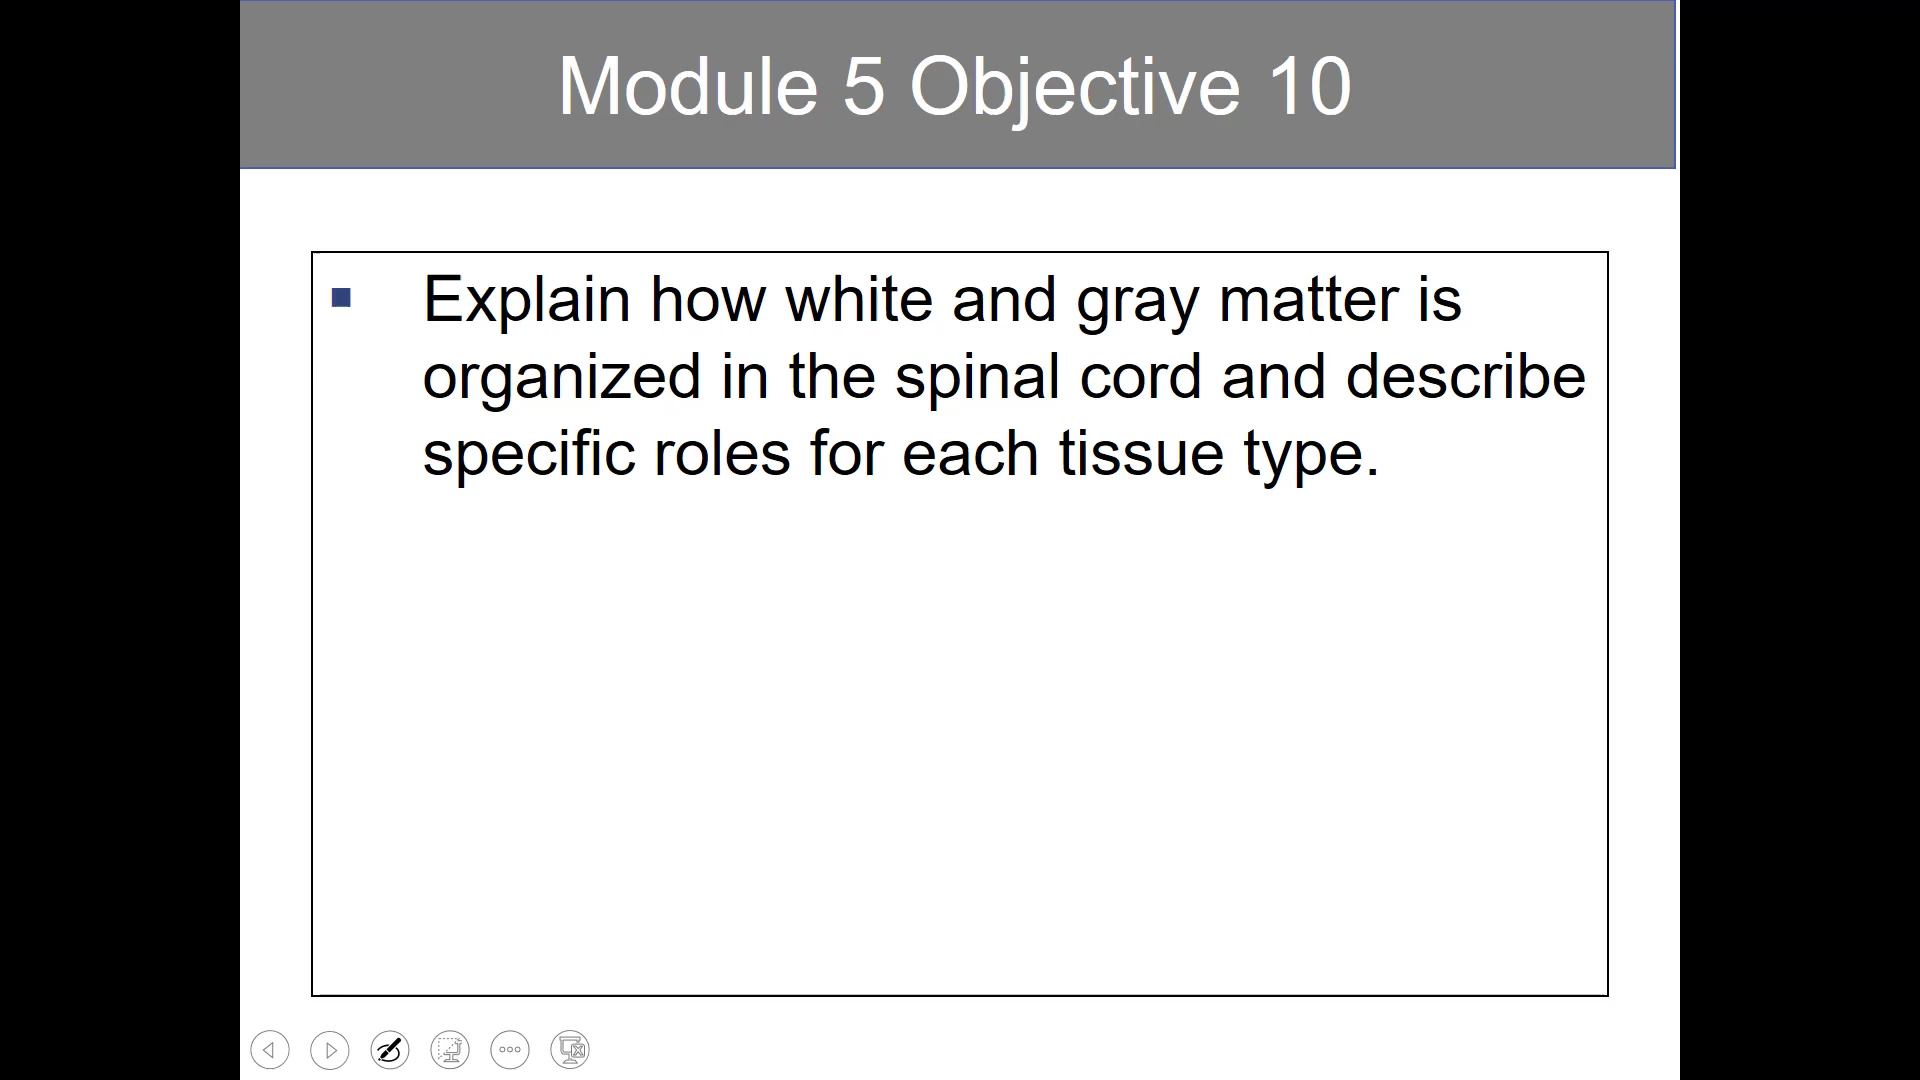 Module 5 Objective 10
Explain how white and gray matter is
organized in the spinal cord and describe
specific roles for each tissue type.